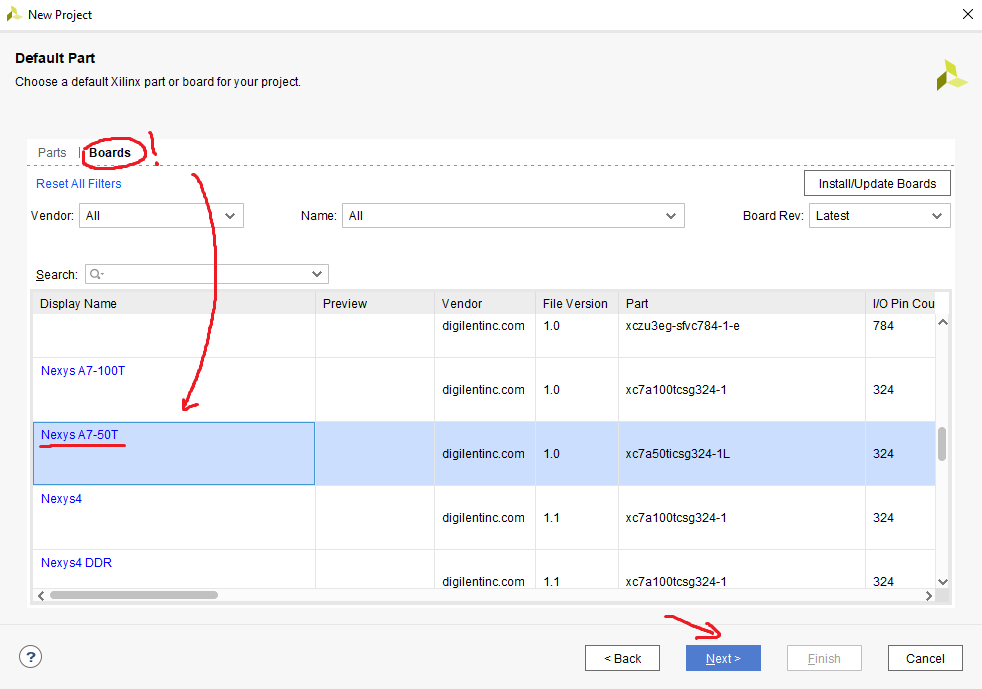 New Project
Default Part
Choose a default Xilinx part or board for your project.
Parts | Boards !
Reset All Filters
Install/Update Boards
Vendor: All Name: All Board Rev: Latest
Search:
Display Name Preview Vendor File Version Part I/O Pin Cou
digilentinc.com 1.0 xczu3eg-sfvc784-1-e 784
Nexys A7-100T
digilentinc.com 1.0 xc7a100tcsg324-1 324
Nexys A7-50T
digilentinc.com 1.0 xc7a50ticsg324-1L 324
Nexys4
digilentinc.com 1.1 xc7a100tcsg324-1 324
Nexys4 DDR
digilentinc.com 1.1 xc7a100tcsg324-1 324
? < Back Next > Finish Cancel